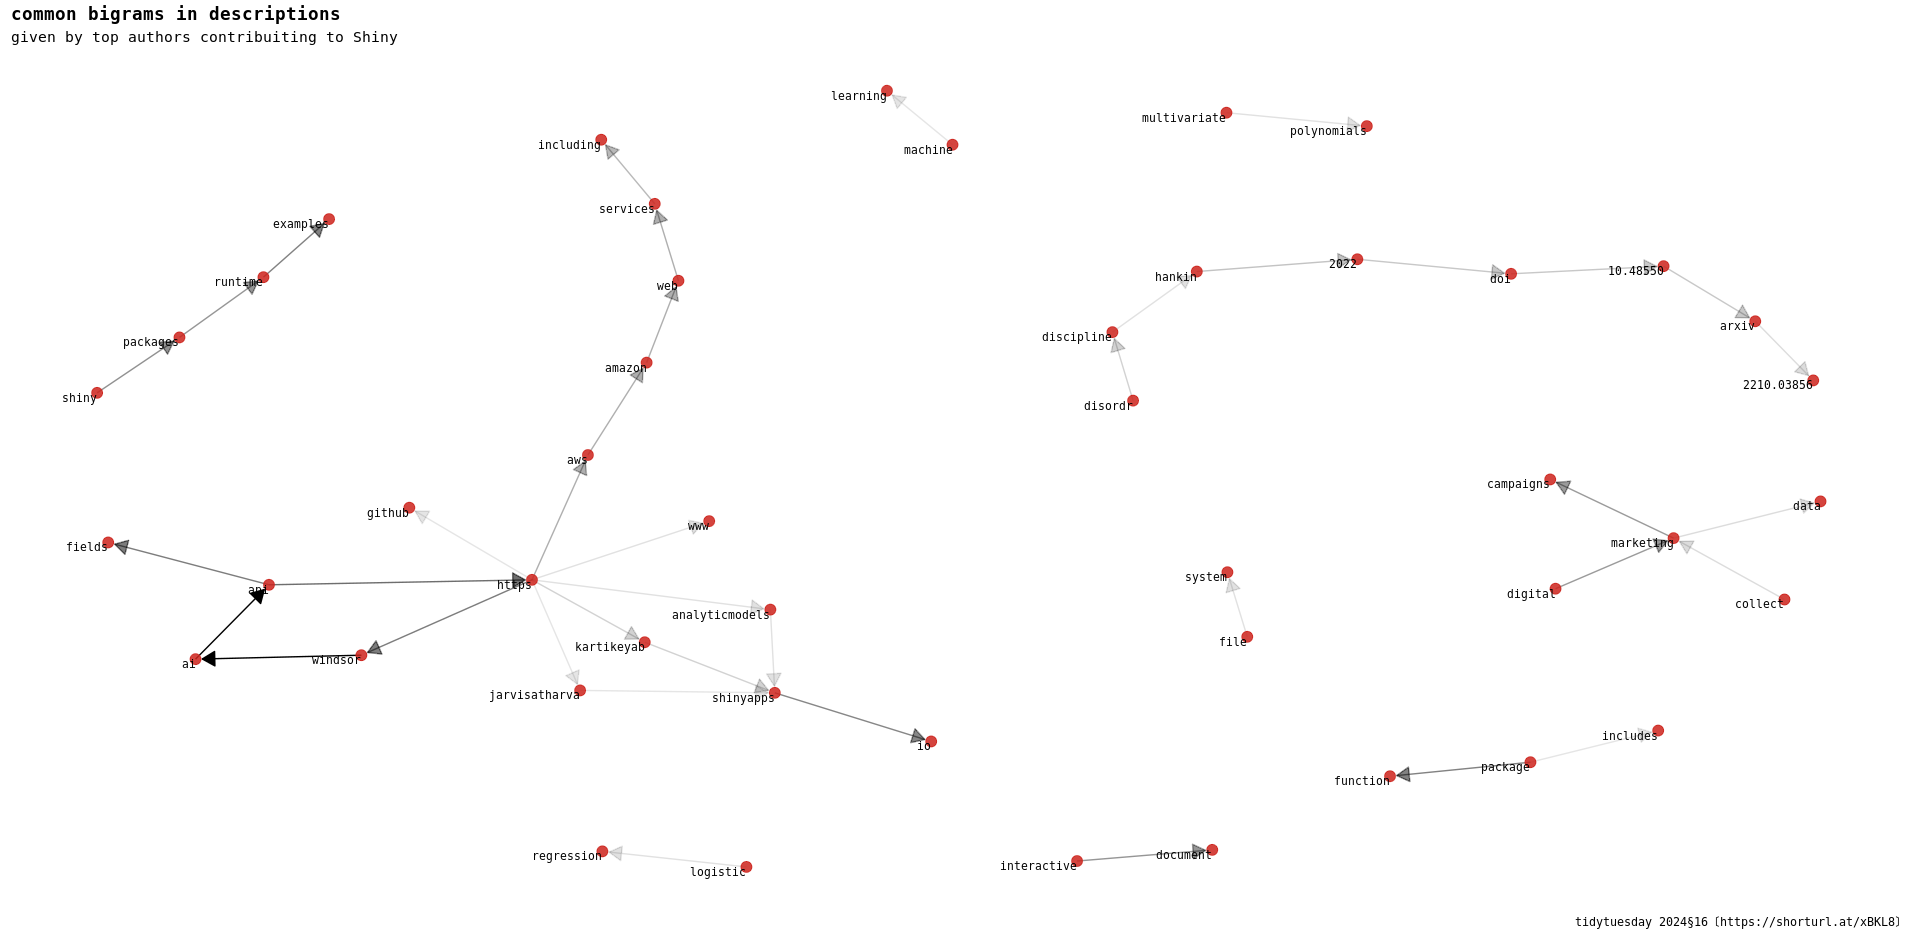 common bigrams in descriptions
given by top authors contribuiting to Shiny
learning
multivariate
polynomials
including
machine
services
examples
hankin
2022
doi
10.48550
runtime
web
arxiv
discipline
packages
amazon
2210.03856
shiny
disordr
aws
campaigns
data
github
www
marketing
fields
system
https
api
digital
collect
analyticmodels
file
kartikeyab
windsor
ai
jarvisatharva
shinyapps
includes
io
package
function
regression
document
logistic
interactive
tidytuesday 2024§16 〔https://shorturl.at/xBKL8〕